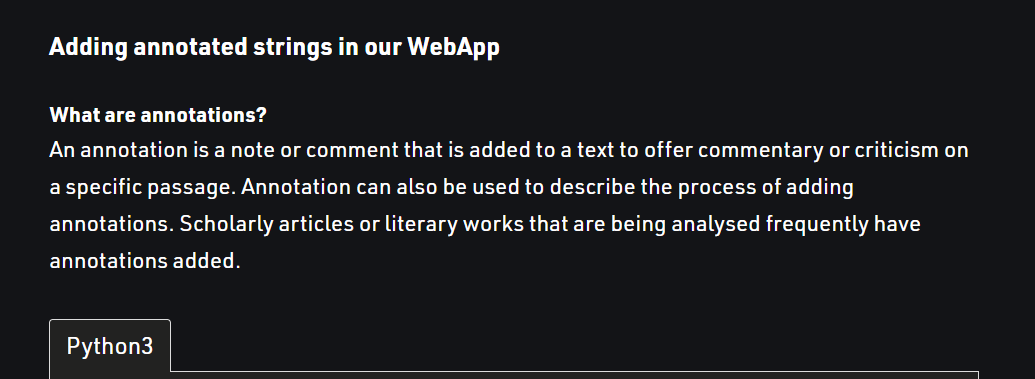 Adding annotated strings in our WebApp
What are annotations?
An annotation is a note or comment that is added to a text to offer commentary or criticism on
a specific passage. Annotation can also be used to describe the process of adding
annotations. Scholarly articles or literary works that are being analysed frequently have
annotations added.
Python3